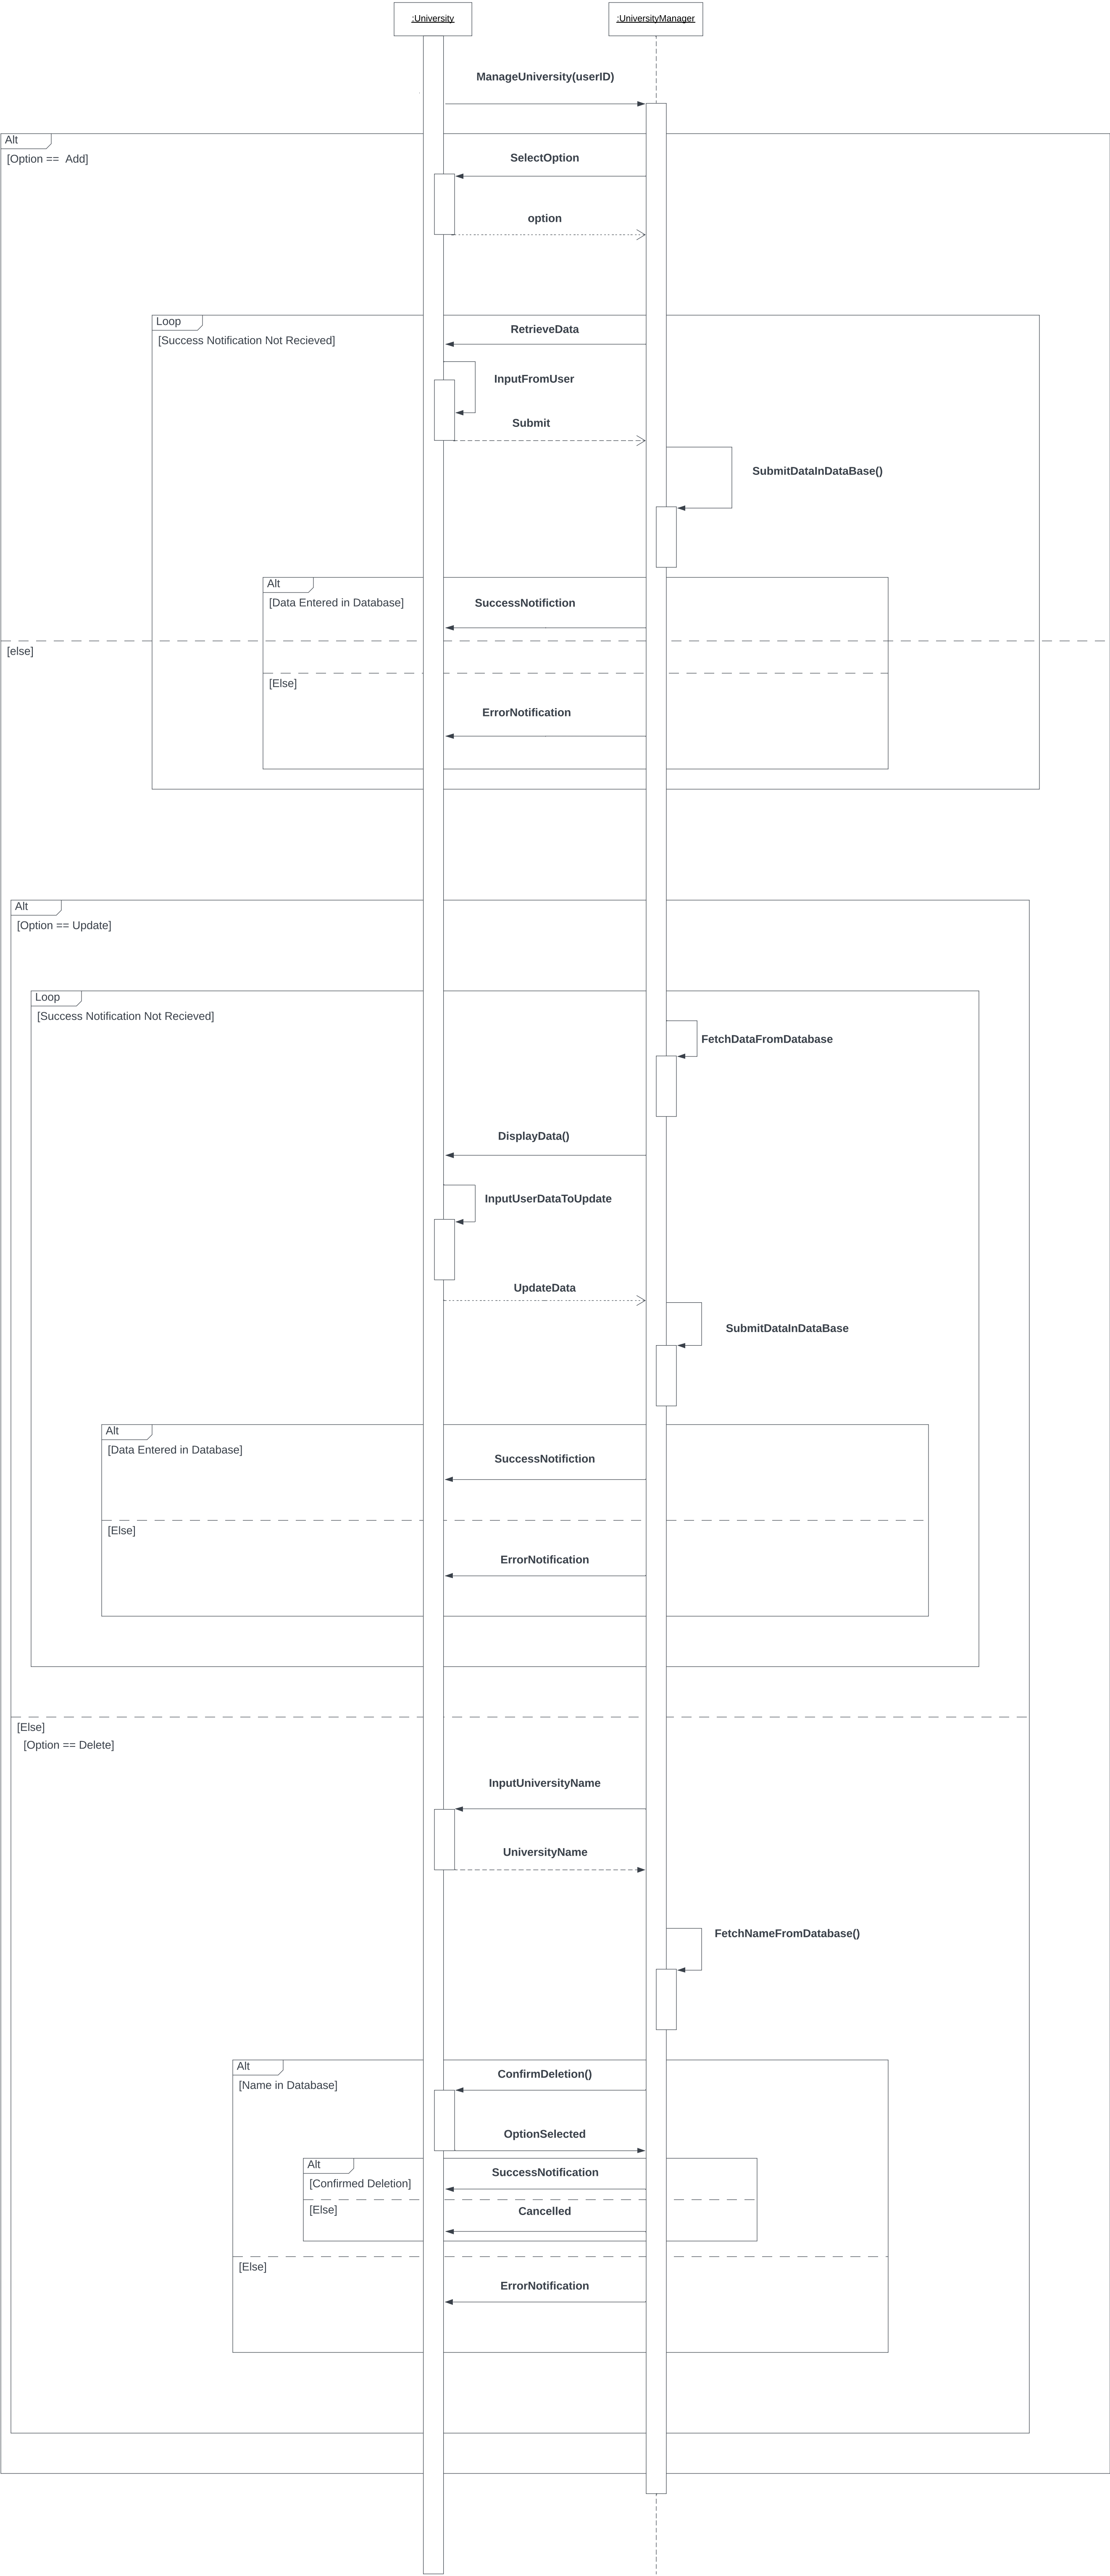 :University
:UniversityManager
ManageUniversity(userID)
Alt
[Option ==  Add]
SelectOption
option
Loop
[Success Notification Not Recieved]
RetrieveData
InputFromUser
Submit
SubmitDataInDataBase()
Alt
[Data Entered in Database]
SuccessNotifiction
[else]
[Else]
ErrorNotification
Alt
[Option == Update]
Loop
[Success Notification Not Recieved]
FetchDataFromDatabase
DisplayData()
InputUserDataToUpdate
UpdateData
SubmitDataInDataBase
Alt
[Data Entered in Database]
SuccessNotifiction
[Else]
ErrorNotification
[Else]
[Option == Delete]
InputUniversityName
UniversityName
FetchNameFromDatabase()
Alt
[Name in Database]
ConfirmDeletion()
OptionSelected
Alt
[Confirmed Deletion]
SuccessNotification
[Else]
Cancelled
[Else]
ErrorNotification